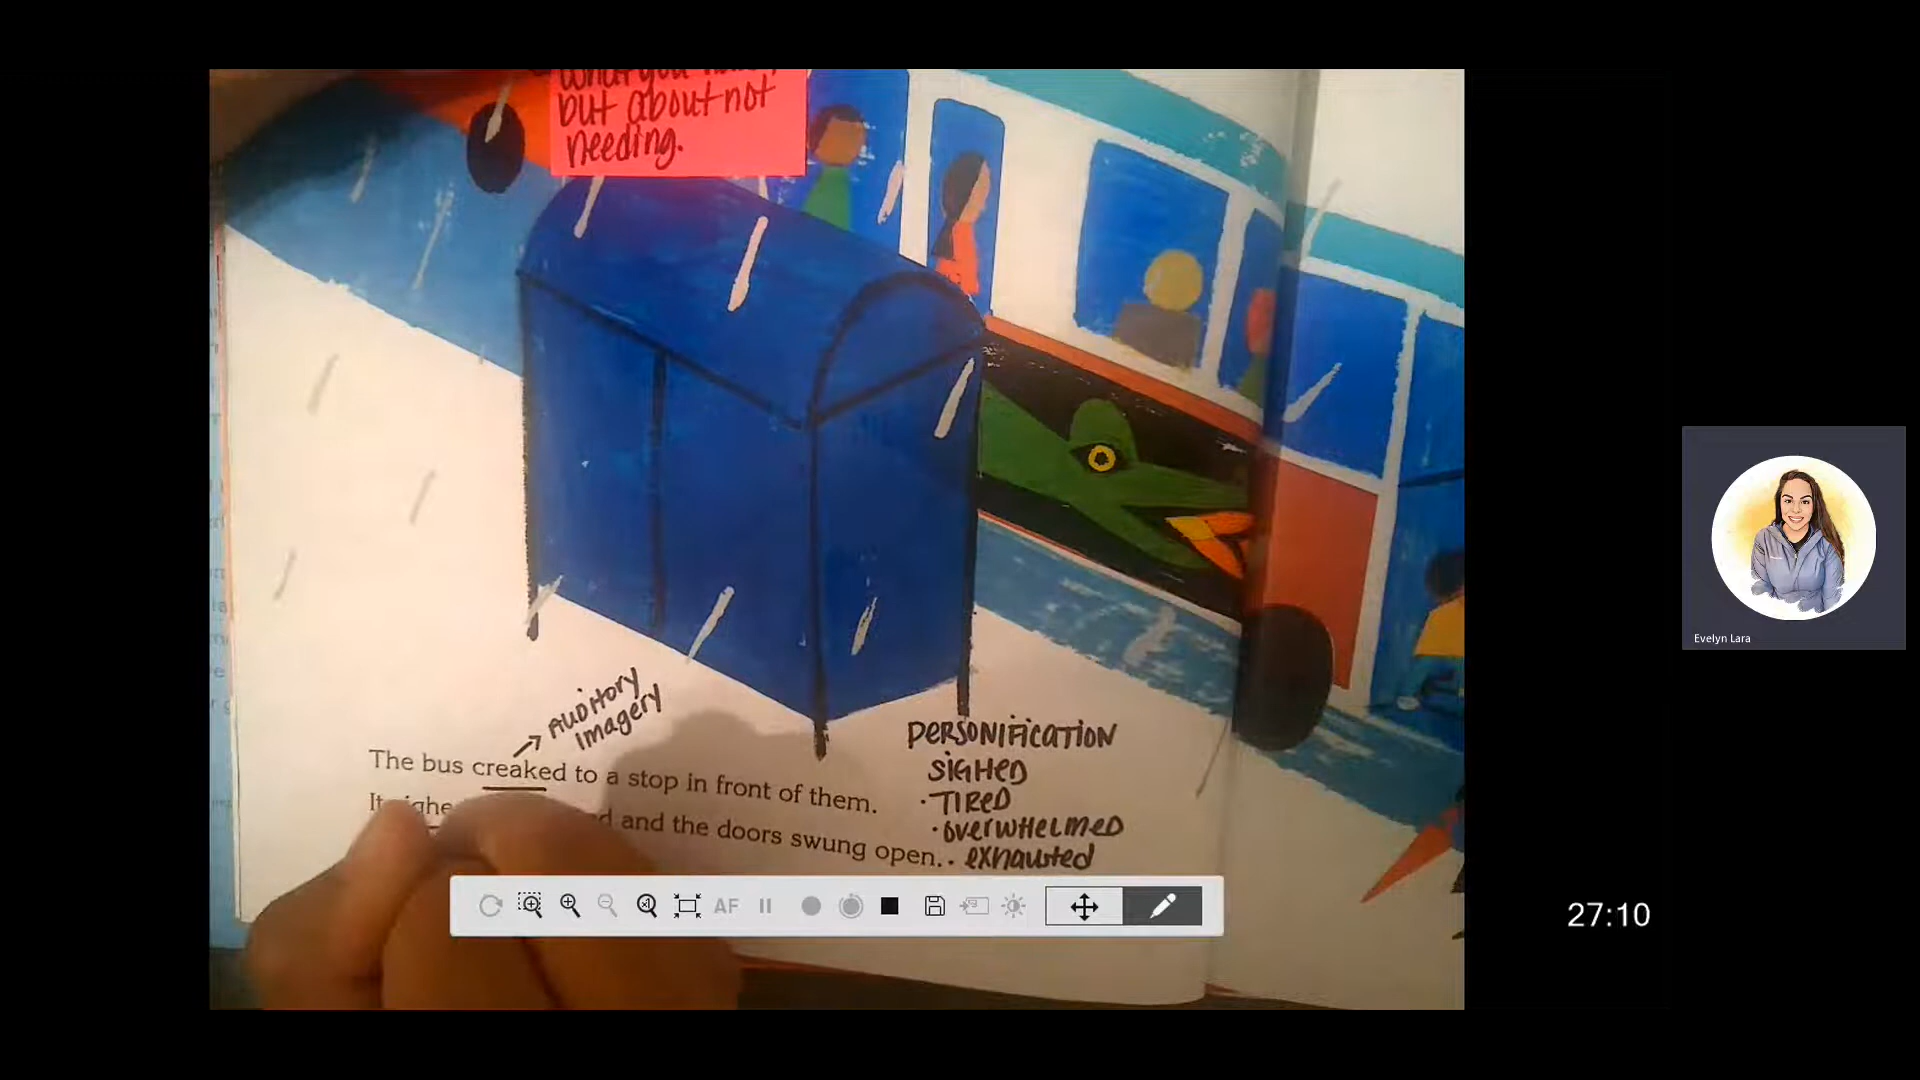 but about not
needing.
Auditory
imagery
The bus creaked to a stop in front of them.
It and the doors swung open.
PERSONIFICATION
SIGHED
· TIRED
· OVERWHELMED
· exhausted
AF
Evelyn Lara
27:10